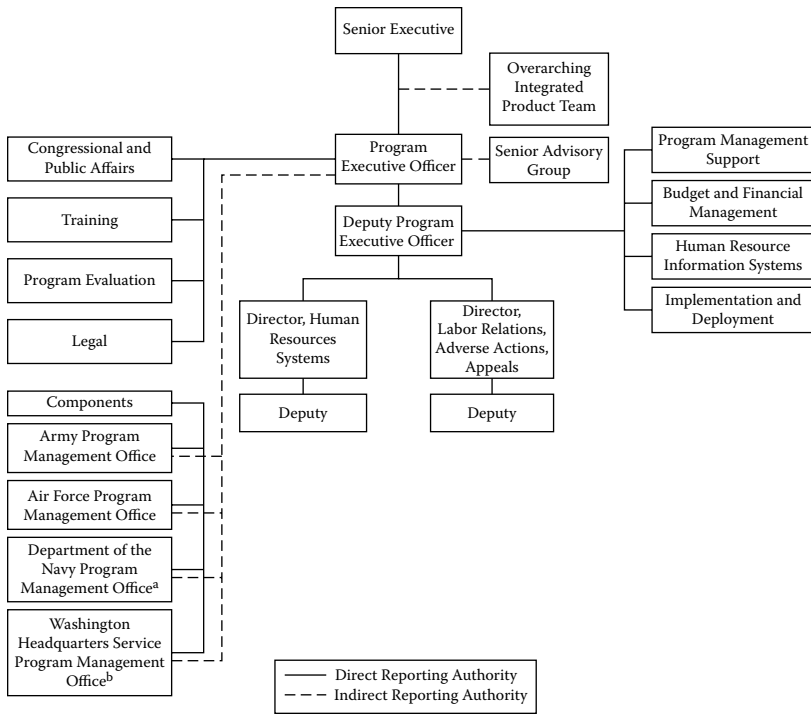 Senior Executive
Overarching
Integrated
Product Team
Congressional and
Public Affairs
Program
Executive Officer
Senior Advisory
Group
Program Management
Support
Training
Deputy Program
Executive Officer
Budget and Financial
Management
Program Evaluation
Human Resource
Information Systems
Legal
Director, Human
Resources
Systems
Director,
Labor Relations,
Adverse Actions,
Appeals
Implementation and
Deployment
Components
Deputy
Deputy
Army Program
Management Office
Air Force Program
Management Office
Department of the
Navy Program
Management Officeᵃ
Washington
Headquarters Service
Program Management
Officeᵇ
Direct Reporting Authority
Indirect Reporting Authority